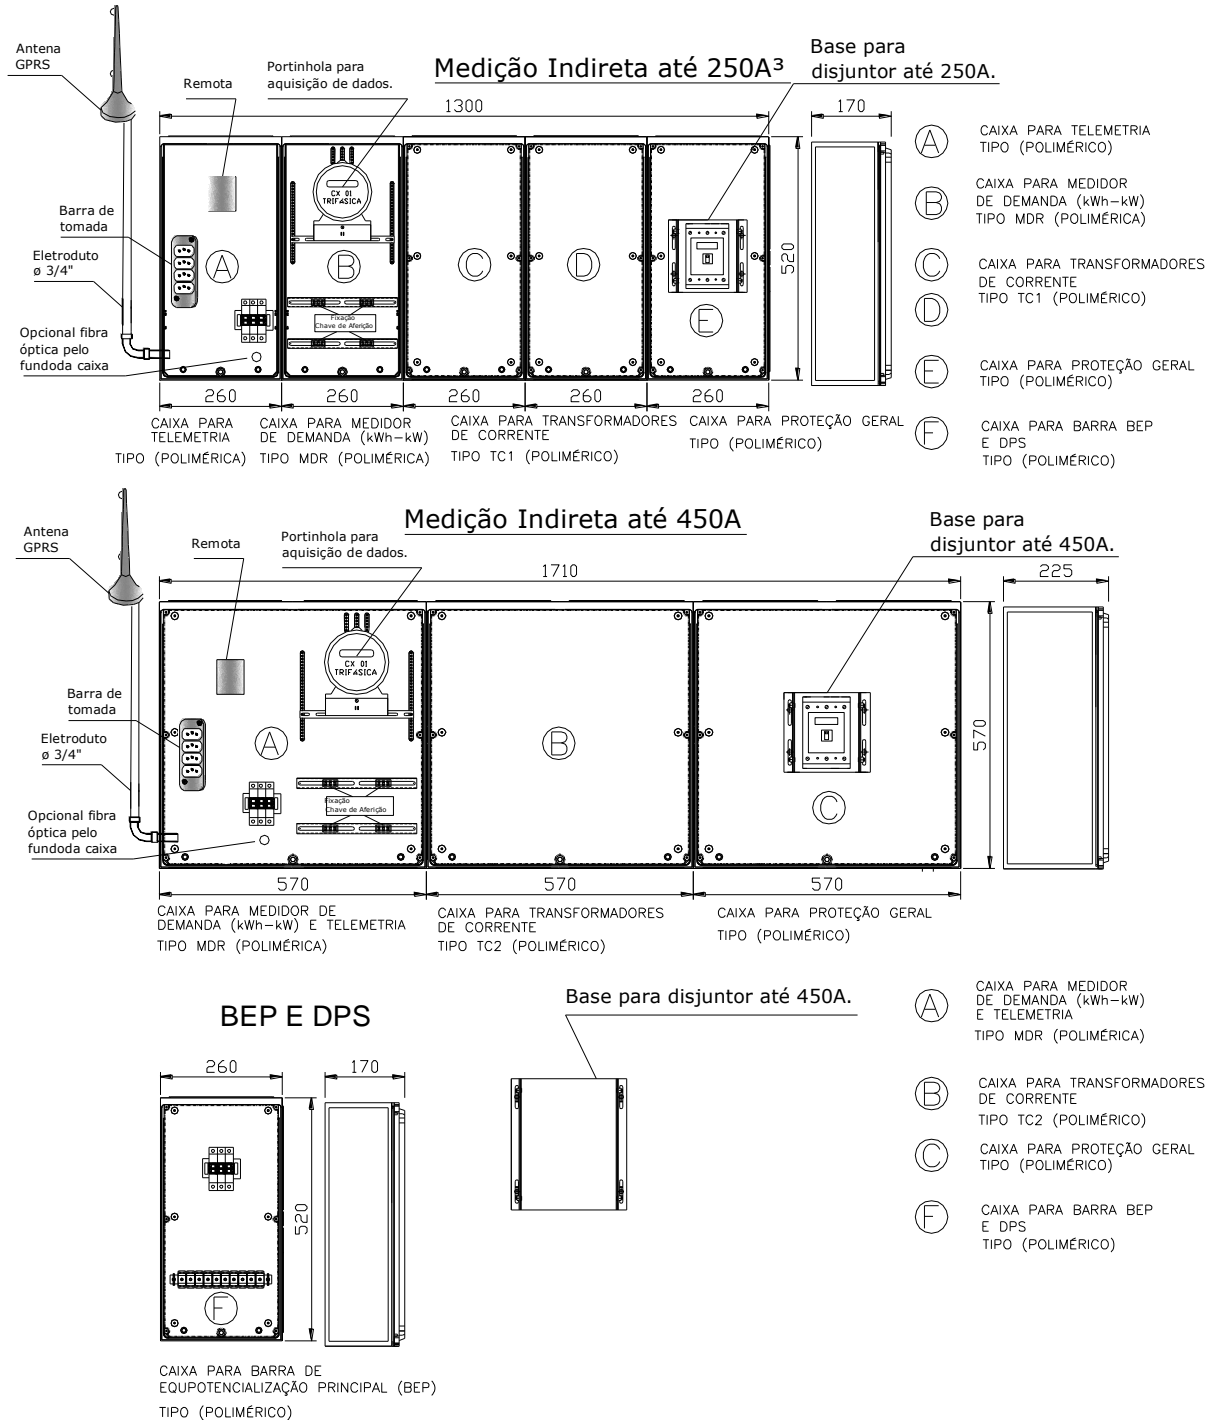 Antena
GPRS
Remota
Portinhola para
aquisição de dados.
Medição Indireta até 250A³
Base para
disjuntor até 250A.
1300
170
Barra de
tomada
Eletroduto
ø 3/4"
Opcional fibra
óptica pelo
fundoda caixa
CX 01
TRIFÁSICA
Fixação
Chave de Aferição
A
B
C
D
E
520
260
260
260
260
260
CAIXA PARA
TELEMETRIA
TIPO (POLIMÉRICA)
CAIXA PARA MEDIDOR
DE DEMANDA (kWh-kW)
TIPO MDR (POLIMÉRICA)
CAIXA PARA TRANSFORMADORES
DE CORRENTE
TIPO TC1 (POLIMÉRICO)
CAIXA PARA PROTEÇÃO GERAL
TIPO (POLIMÉRICO)
A
CAIXA PARA TELEMETRIA
TIPO (POLIMÉRICO)
B
CAIXA PARA MEDIDOR
DE DEMANDA (kWh-kW)
TIPO MDR (POLIMÉRICA)
C
D
CAIXA PARA TRANSFORMADORES
DE CORRENTE
TIPO TC1 (POLIMÉRICO)
E
CAIXA PARA PROTEÇÃO GERAL
TIPO (POLIMÉRICO)
F
CAIXA PARA BARRA BEP
E DPS
TIPO (POLIMÉRICO)
Antena
GPRS
Remota
Portinhola para
aquisição de dados.
Medição Indireta até 450A
Base para
disjuntor até 450A.
1710
225
Barra de
tomada
Eletroduto
ø 3/4"
Opcional fibra
óptica pelo
fundoda caixa
CX 01
TRIFÁSICA
Fixação
Chave de Aferição
A
B
C
570
570
570
570
CAIXA PARA MEDIDOR DE
DEMANDA (kWh-kW) E TELEMETRIA
TIPO MDR (POLIMÉRICA)
CAIXA PARA TRANSFORMADORES
DE CORRENTE
TIPO TC2 (POLIMÉRICO)
CAIXA PARA PROTEÇÃO GERAL
TIPO (POLIMÉRICO)
BEP E DPS
260
170
520
F
CAIXA PARA BARRA DE
EQUPOTENCIALIZAÇÃO PRINCIPAL (BEP)
TIPO (POLIMÉRICO)
Base para disjuntor até 450A.
A
CAIXA PARA MEDIDOR
DE DEMANDA (kWh-kW)
E TELEMETRIA
TIPO MDR (POLIMÉRICA)
B
CAIXA PARA TRANSFORMADORES
DE CORRENTE
TIPO TC2 (POLIMÉRICO)
C
CAIXA PARA PROTEÇÃO GERAL
TIPO (POLIMÉRICO)
F
CAIXA PARA BARRA BEP
E DPS
TIPO (POLIMÉRICO)